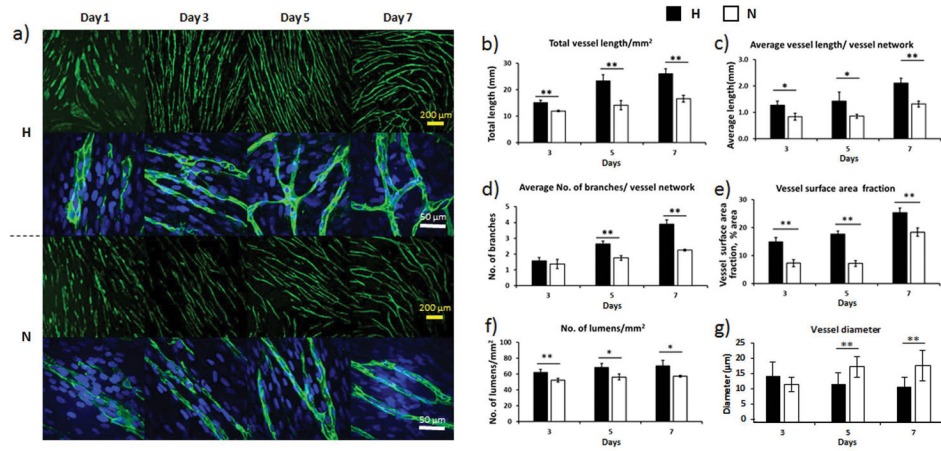 Day 1 Day 3 Day 5 Day 7
a)
H
200 µm
50 µm
N
200 µm
50 µm
H N
b) Total vessel length/mm²
Total length (mm)
30
20
10
0
** ** **
3 5 7
Days
c) Average vessel length/ vessel network
Average length(mm)
3.0
2.0
1.0
0.0
* * **
3 5 7
Days
d) Average No. of branches/ vessel network
No. of branches
5
4
3
2
1
0
** **
3 5 7
Days
e) Vessel surface area fraction
Vessel surface area
fraction, % area
30
20
10
0
** ** **
3 5 7
Days
f) No. of lumens/mm²
No. of lumens/mm²
100
80
60
40
20
0
** * *
3 5 7
Days
g) Vessel diameter
Diameter (µm)
25
20
15
10
5
0
** **
3 5 7
Days